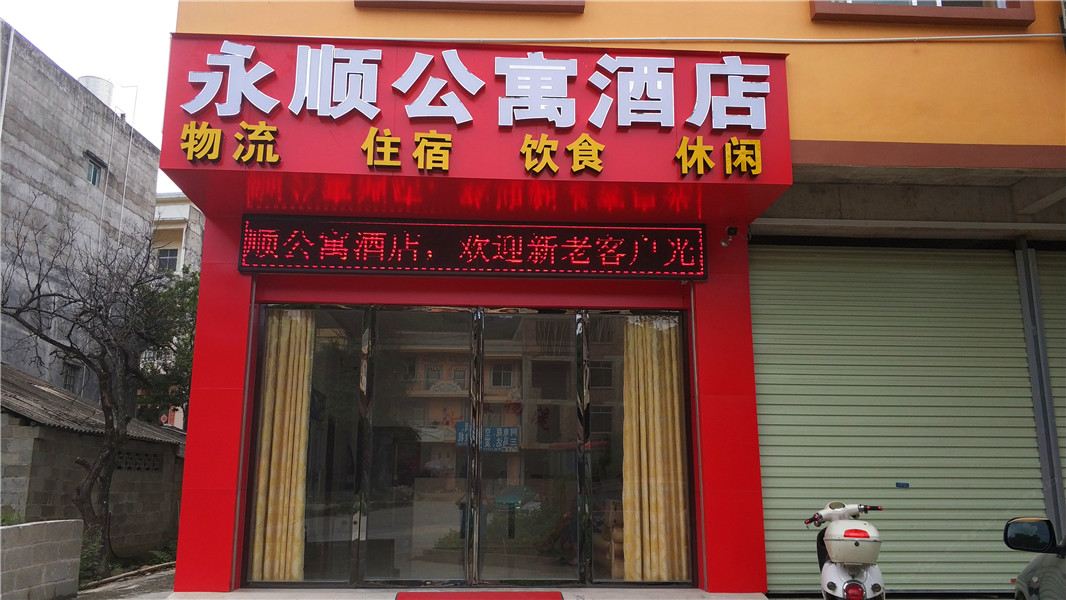 永顺公寓酒店
物流 住宿 饮食 休闲
顺公寓酒店，欢迎新老客户光